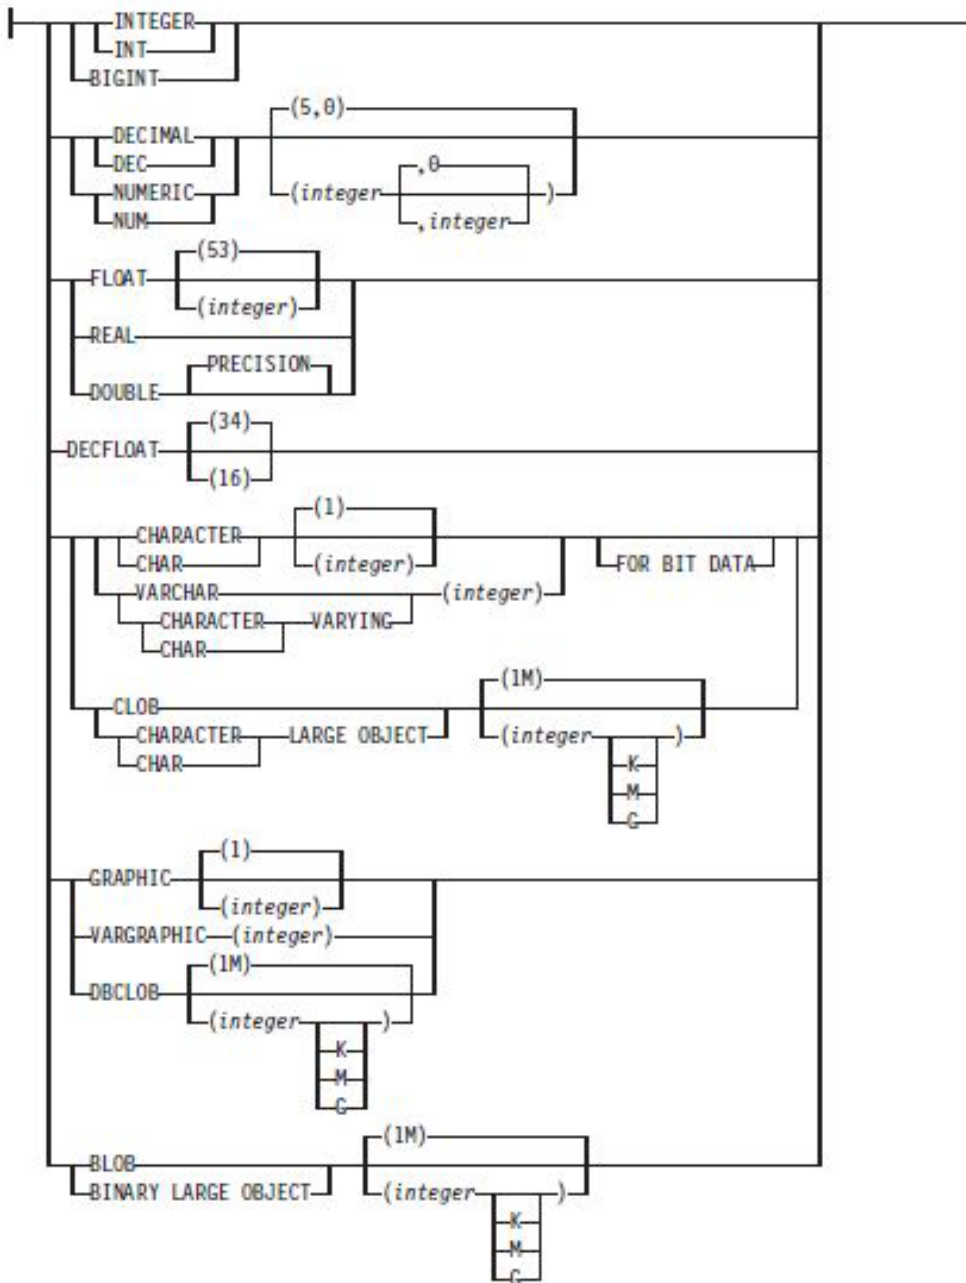 INTEGER
INT
BIGINT
(5,0)
DECIMAL
DEC
,0
NUMERIC
(integer
)
NUM
,integer
(53)
FLOAT
(integer)
REAL
PRECISION
DOUBLE
(34)
DECFLOAT
(16)
(1)
CHARACTER
CHAR
(integer)
FOR BIT DATA
VARCHAR
(integer)
CHARACTER
VARYING
CHAR
(1M)
CLOB
CHARACTER
LARGE OBJECT
(integer
)
CHAR
K
M
G
(1)
GRAPHIC
(integer)
VARGRAPHIC
(integer)
(1M)
DBCLOB
(integer
)
K
M
G
(1M)
BLOB
BINARY LARGE OBJECT
(integer
)
K
M
G